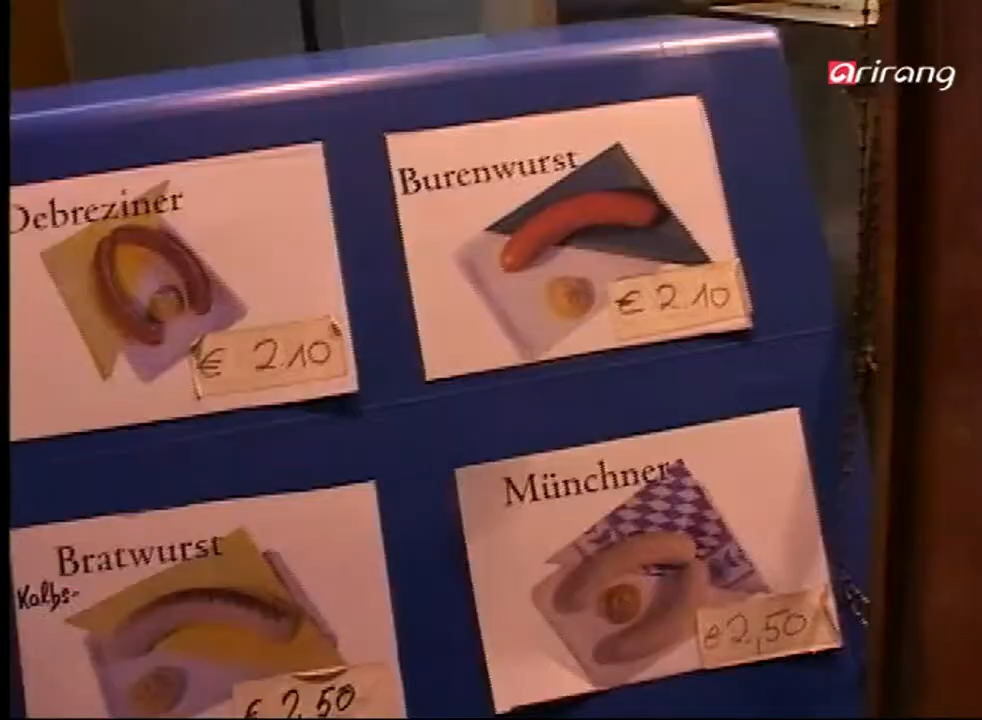 arirang
Debreziner
€ 2.10
Burenwurst
€ 2.10
Bratwurst
Kalbs-
€ 2,50
Münchner
€ 2,50